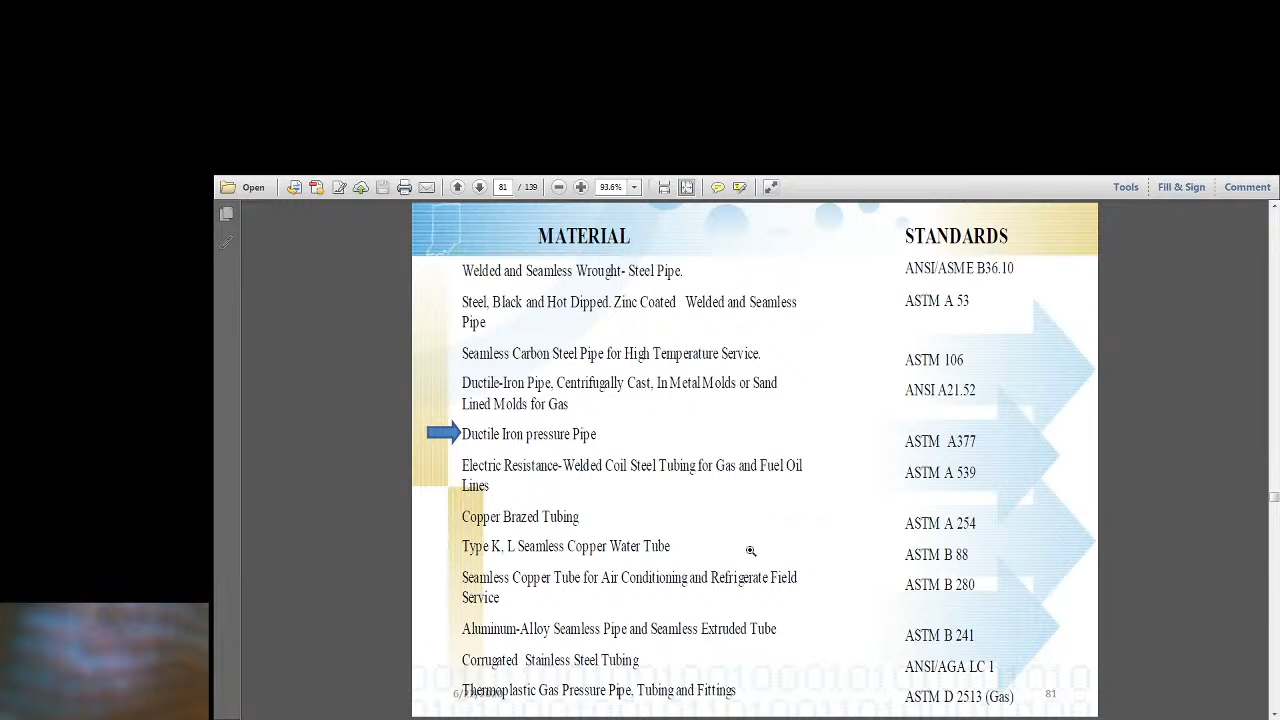 Open
81
/ 139
93.6%
Tools
Fill & Sign
Comment
MATERIAL
STANDARDS
Welded and Seamless Wrought- Steel Pipe.
ANSI/ASME B36.10
Steel, Black and Hot Dipped. Zinc Coated Welded and Seamless
ASTM A 53
Pipe
Seamless Carbon Steel Pipe for High Temperature Service.
ASTM 106
Ductile-Iron Pipe, Centrifugally Cast. In Metal Molds or Sand
ANSI A21.52
Lined Molds for Gas
Ductile Iron pressure Pipe
ASTM A377
Electric Resistance-Welded Coil Steel Tubing for Gas and Fuel Oil
ASTM A 539
Lines
Copper Brazed
ASTM A 254
Type K. L Seamless Copper Water Tube
ASTM B 88
Seamless Copper Tube for Air Conditioning and Refrigerate Field
ASTM B 280
Service
Aluminum Alloy Seamless Pipe and Seamless Extruded Tube
ASTM B 241
Stainless Steel Tubing
ANSI/AGA LC 1
Thermoplastic Gas Pressure Pipe, Tubing and Fittings
ASTM D 2513 (Gas)
81